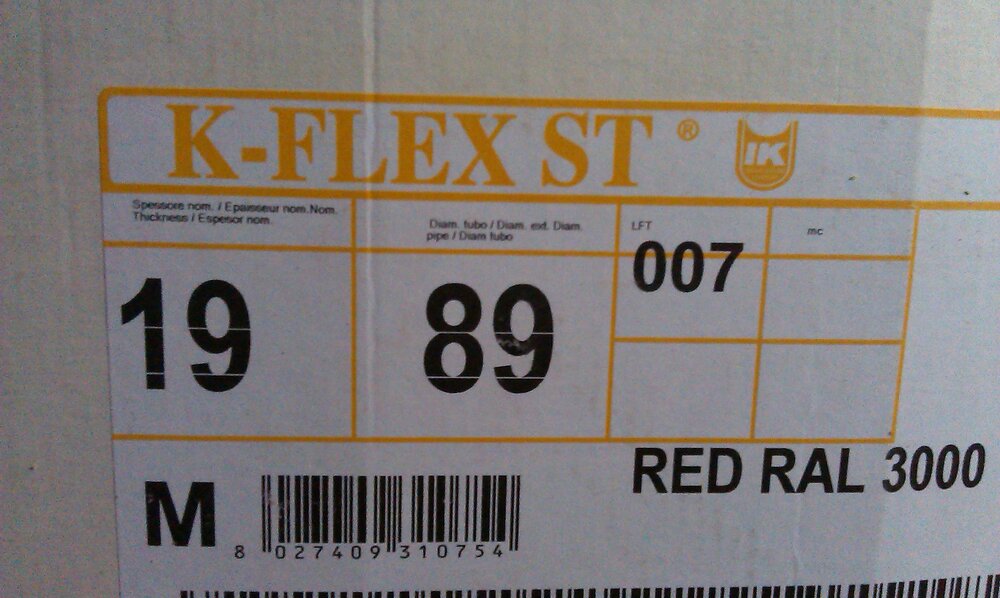 K-FLEX ST ®
IK
Spessore nom. / Epaisseur nom.Nom.
Thickness / Espesor nom.
Diam. tubo / Diam. ext. Diam.
pipe / Diam tubo
LFT
mc
19
89
007
RED RAL 3000
M
8 027409 310754